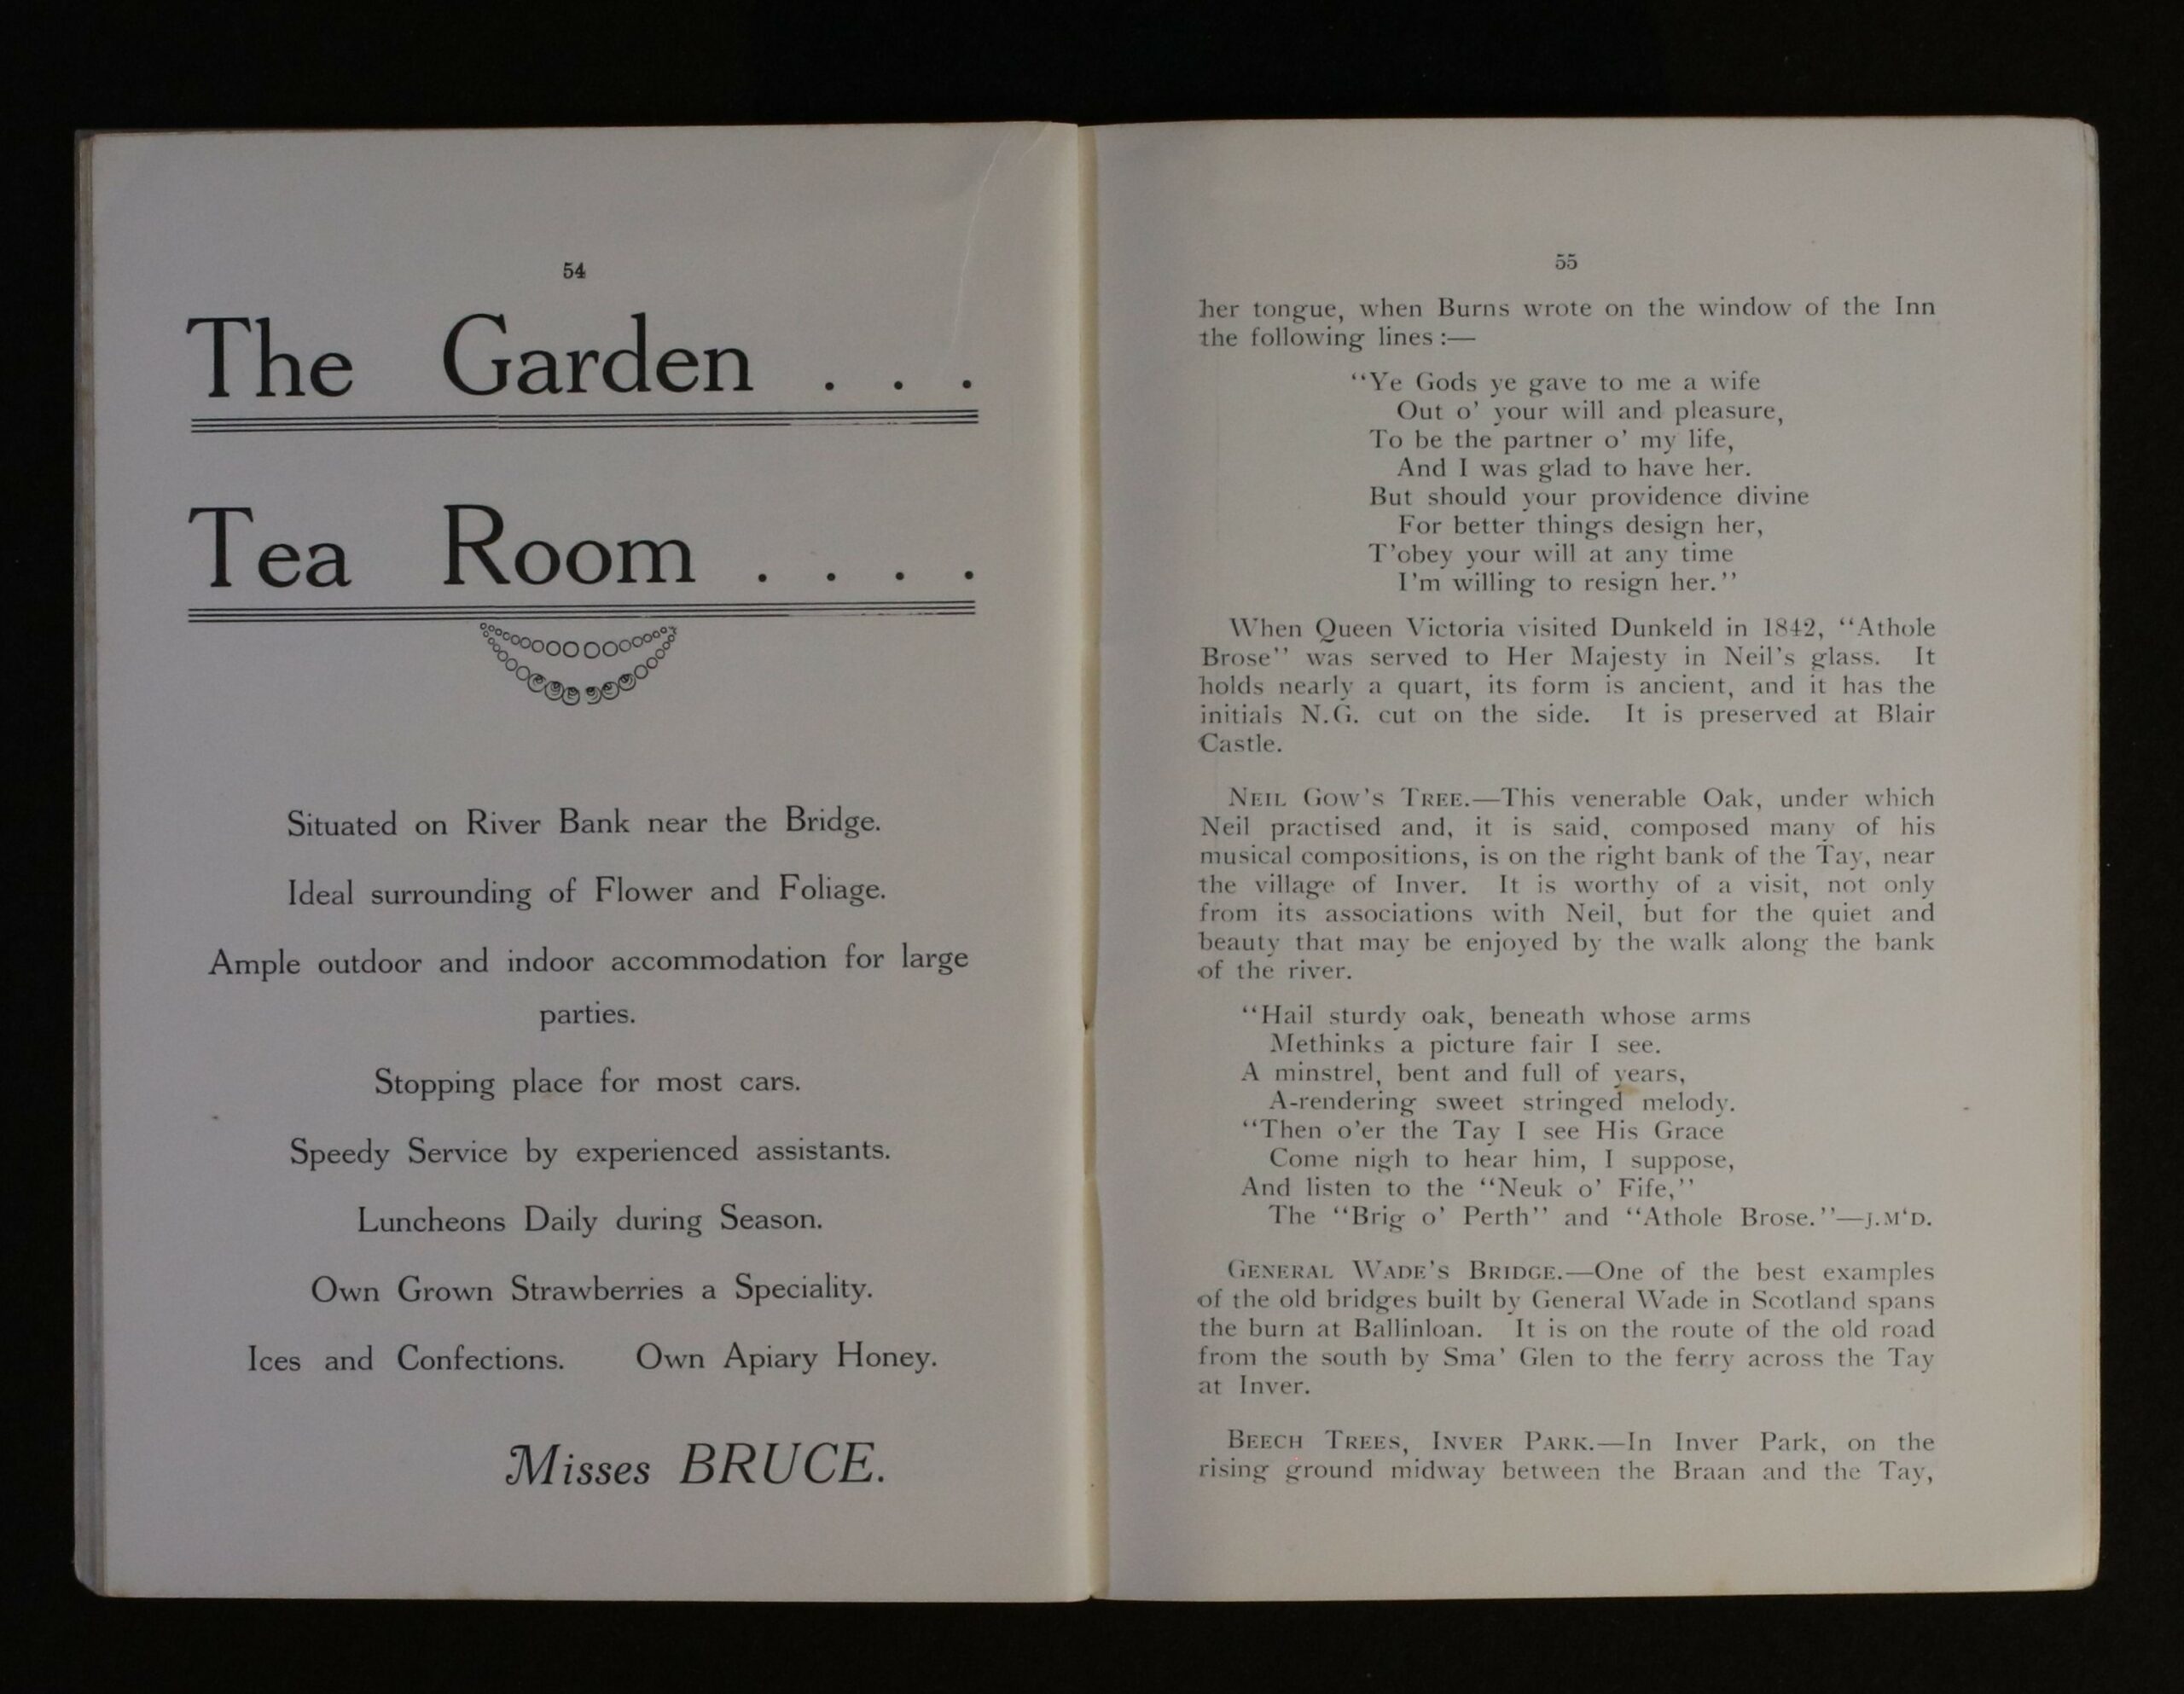 54
The Garden . . .
Tea Room . . . .
Situated on River Bank near the Bridge.
Ideal surrounding of Flower and Foliage.
Ample outdoor and indoor accommodation for large
parties.
Stopping place for most cars.
Speedy Service by experienced assistants.
Luncheons Daily during Season.
Own Grown Strawberries a Speciality.
Ices and Confections. Own Apiary Honey.
Misses BRUCE.
55
her tongue, when Burns wrote on the window of the Inn
the following lines :—
“Ye Gods ye gave to me a wife
Out o’ your will and pleasure,
To be the partner o’ my life,
And I was glad to have her.
But should your providence divine
For better things design her,
T’obey your will at any time
I’m willing to resign her.”
When Queen Victoria visited Dunkeld in 1842, “Athole
Brose” was served to Her Majesty in Neil’s glass. It
holds nearly a quart, its form is ancient, and it has the
initials N.G. cut on the side. It is preserved at Blair
Castle.
NEIL GOW’S TREE.—This venerable Oak, under which
Neil practised and, it is said, composed many of his
musical compositions, is on the right bank of the Tay, near
the village of Inver. It is worthy of a visit, not only
from its associations with Neil, but for the quiet and
beauty that may be enjoyed by the walk along the bank
of the river.
“Hail sturdy oak, beneath whose arms
Methinks a picture fair I see.
A minstrel, bent and full of years,
A-rendering sweet stringed melody.
“Then o’er the Tay I see His Grace
Come nigh to hear him, I suppose,
And listen to the “Neuk o’ Fife,”
The “Brig o’ Perth” and “Athole Brose.”—J.M‘D.
GENERAL WADE’S BRIDGE.—One of the best examples
of the old bridges built by General Wade in Scotland spans
the burn at Ballinloan. It is on the route of the old road
from the south by Sma’ Glen to the ferry across the Tay
at Inver.
BEECH TREES, INVER PARK.—In Inver Park, on the
rising ground midway between the Braan and the Tay,